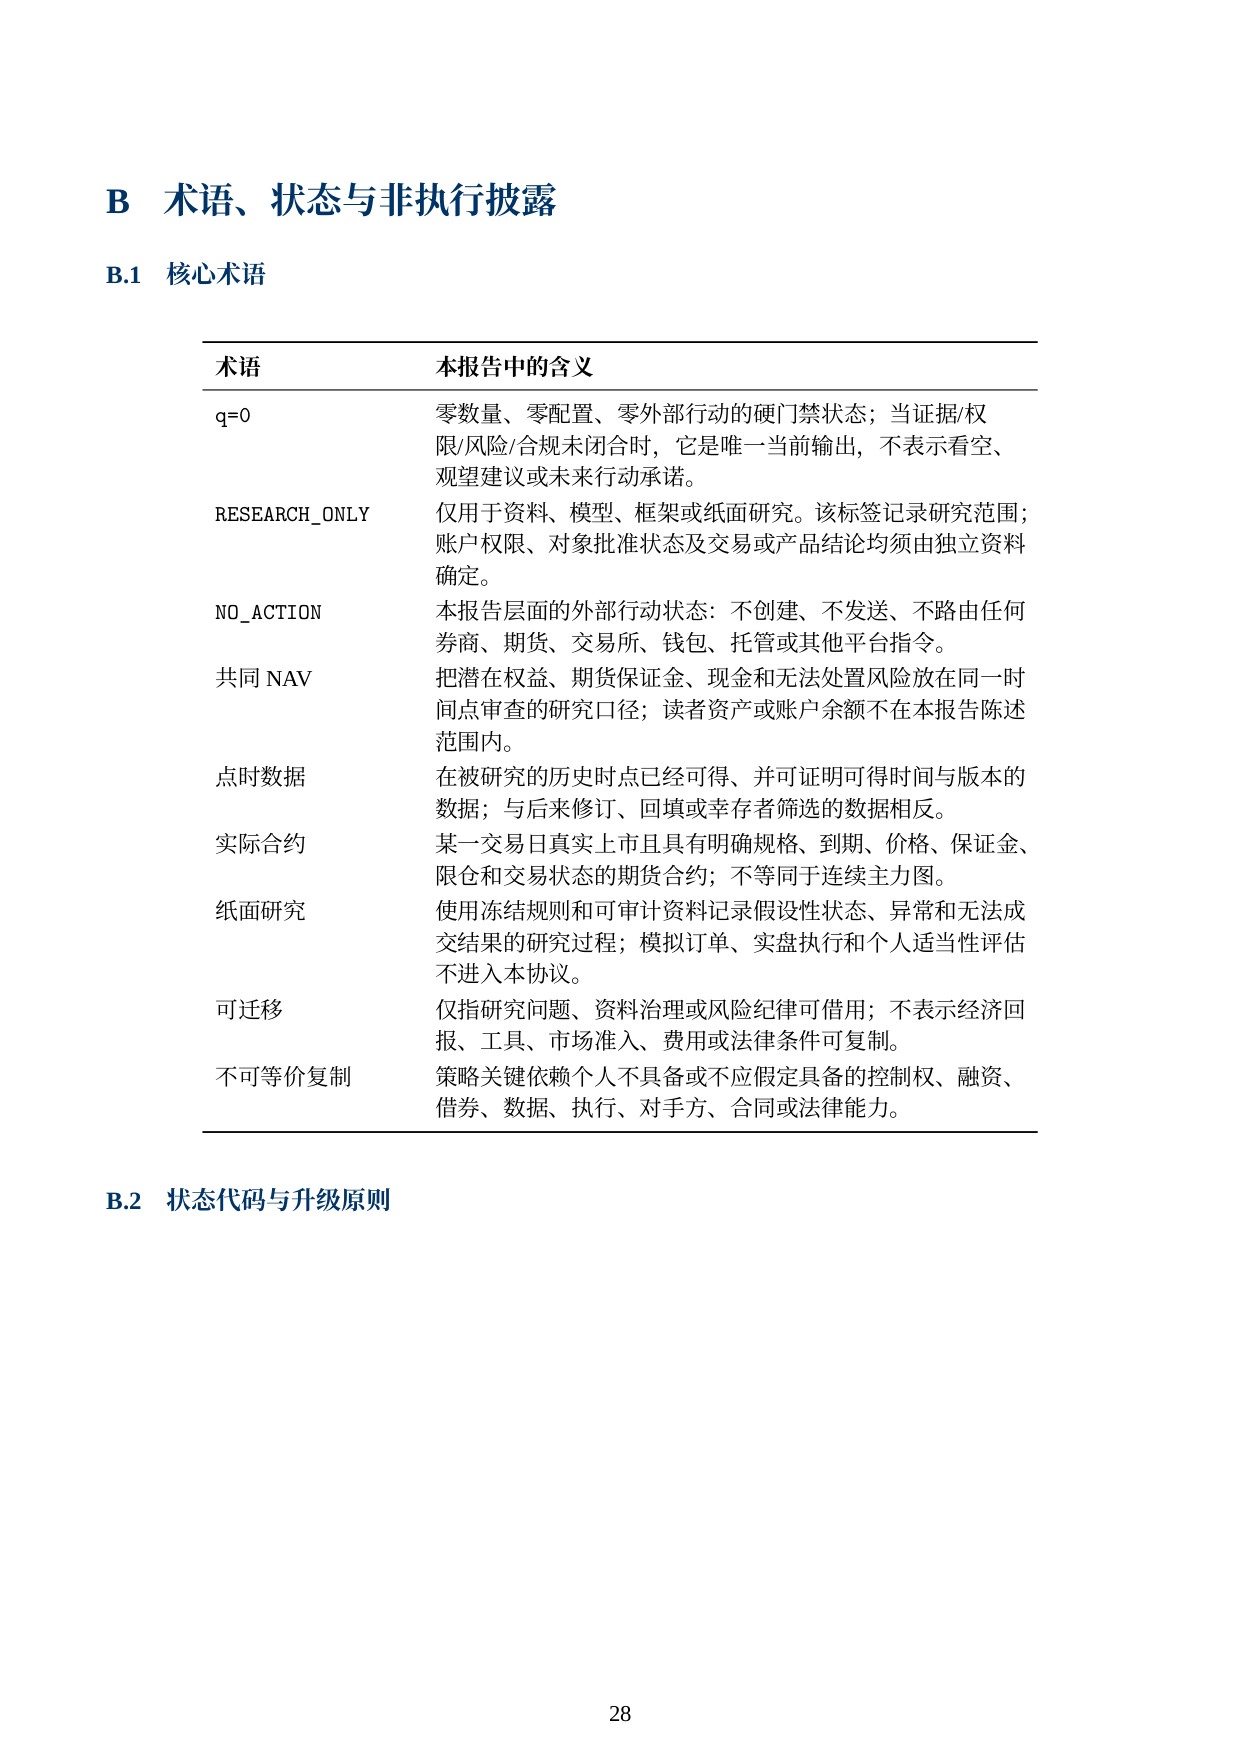 B 术语、状态与非执行披露
B.1 核心术语
术语 本报告中的含义
q=0 零数量、零配置、零外部行动的硬门禁状态；当证据/权
限/风险/合规未闭合时，它是唯一当前输出，不表示看空、
观望建议或未来行动承诺。
RESEARCH_ONLY 仅用于资料、模型、框架或纸面研究。该标签记录研究范围；
账户权限、对象批准状态及交易或产品结论均须由独立资料
确定。
NO_ACTION 本报告层面的外部行动状态：不创建、不发送、不路由任何
券商、期货、交易所、钱包、托管或其他平台指令。
共同 NAV 把潜在权益、期货保证金、现金和无法处置风险放在同一时
间点审查的研究口径；读者资产或账户余额不在本报告陈述
范围内。
点时数据 在被研究的历史时点已经可得、并可证明可得时间与版本的
数据；与后来修订、回填或幸存者筛选的数据相反。
实际合约 某一交易日真实上市且具有明确规格、到期、价格、保证金、
限仓和交易状态的期货合约；不等同于连续主力图。
纸面研究 使用冻结规则和可审计资料记录假设性状态、异常和无法成
交结果的研究过程；模拟订单、实盘执行和个人适当性评估
不进入本协议。
可迁移 仅指研究问题、资料治理或风险纪律可借用；不表示经济回
报、工具、市场准入、费用或法律条件可复制。
不可等价复制 策略关键依赖个人不具备或不应假定具备的控制权、融资、
借券、数据、执行、对手方、合同或法律能力。
B.2 状态代码与升级原则
28